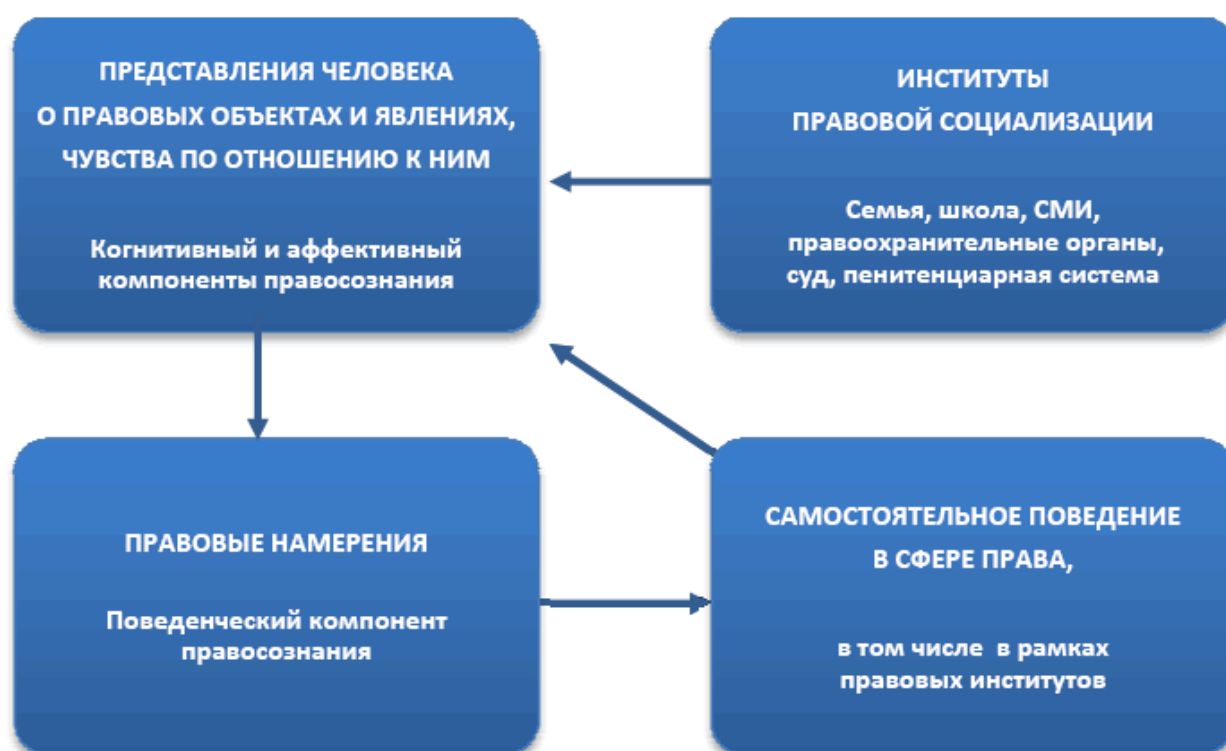 ПРЕДСТАВЛЕНИЯ ЧЕЛОВЕКА
О ПРАВОВЫХ ОБЪЕКТАХ И ЯВЛЕНИЯХ,
ЧУВСТВА ПО ОТНОШЕНИЮ К НИМ
Когнитивный и аффективный
компоненты правосознания
ИНСТИТУТЫ
ПРАВОВОЙ СОЦИАЛИЗАЦИИ
Семья, школа, СМИ,
правоохранительные органы,
суд, пенитенциарная система
ПРАВОВЫЕ НАМЕРЕНИЯ
Поведенческий компонент
правосознания
САМОСТОЯТЕЛЬНОЕ ПОВЕДЕНИЕ
В СФЕРЕ ПРАВА,
в том числе в рамках
правовых институтов